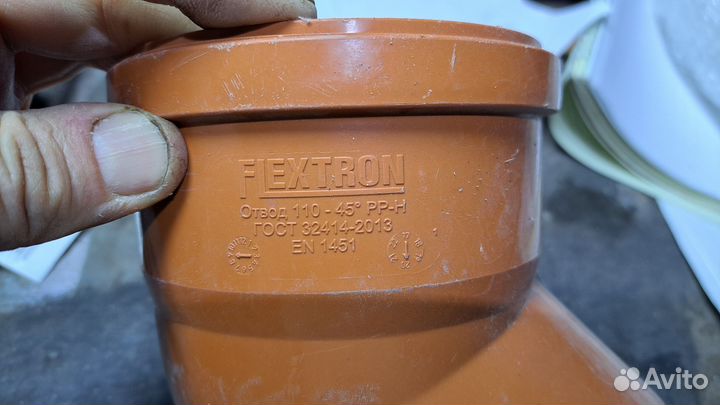 FLEXTRON
Отвод 110 - 45° PP-H
ГОСТ 32414-2013
EN 1451
Avito